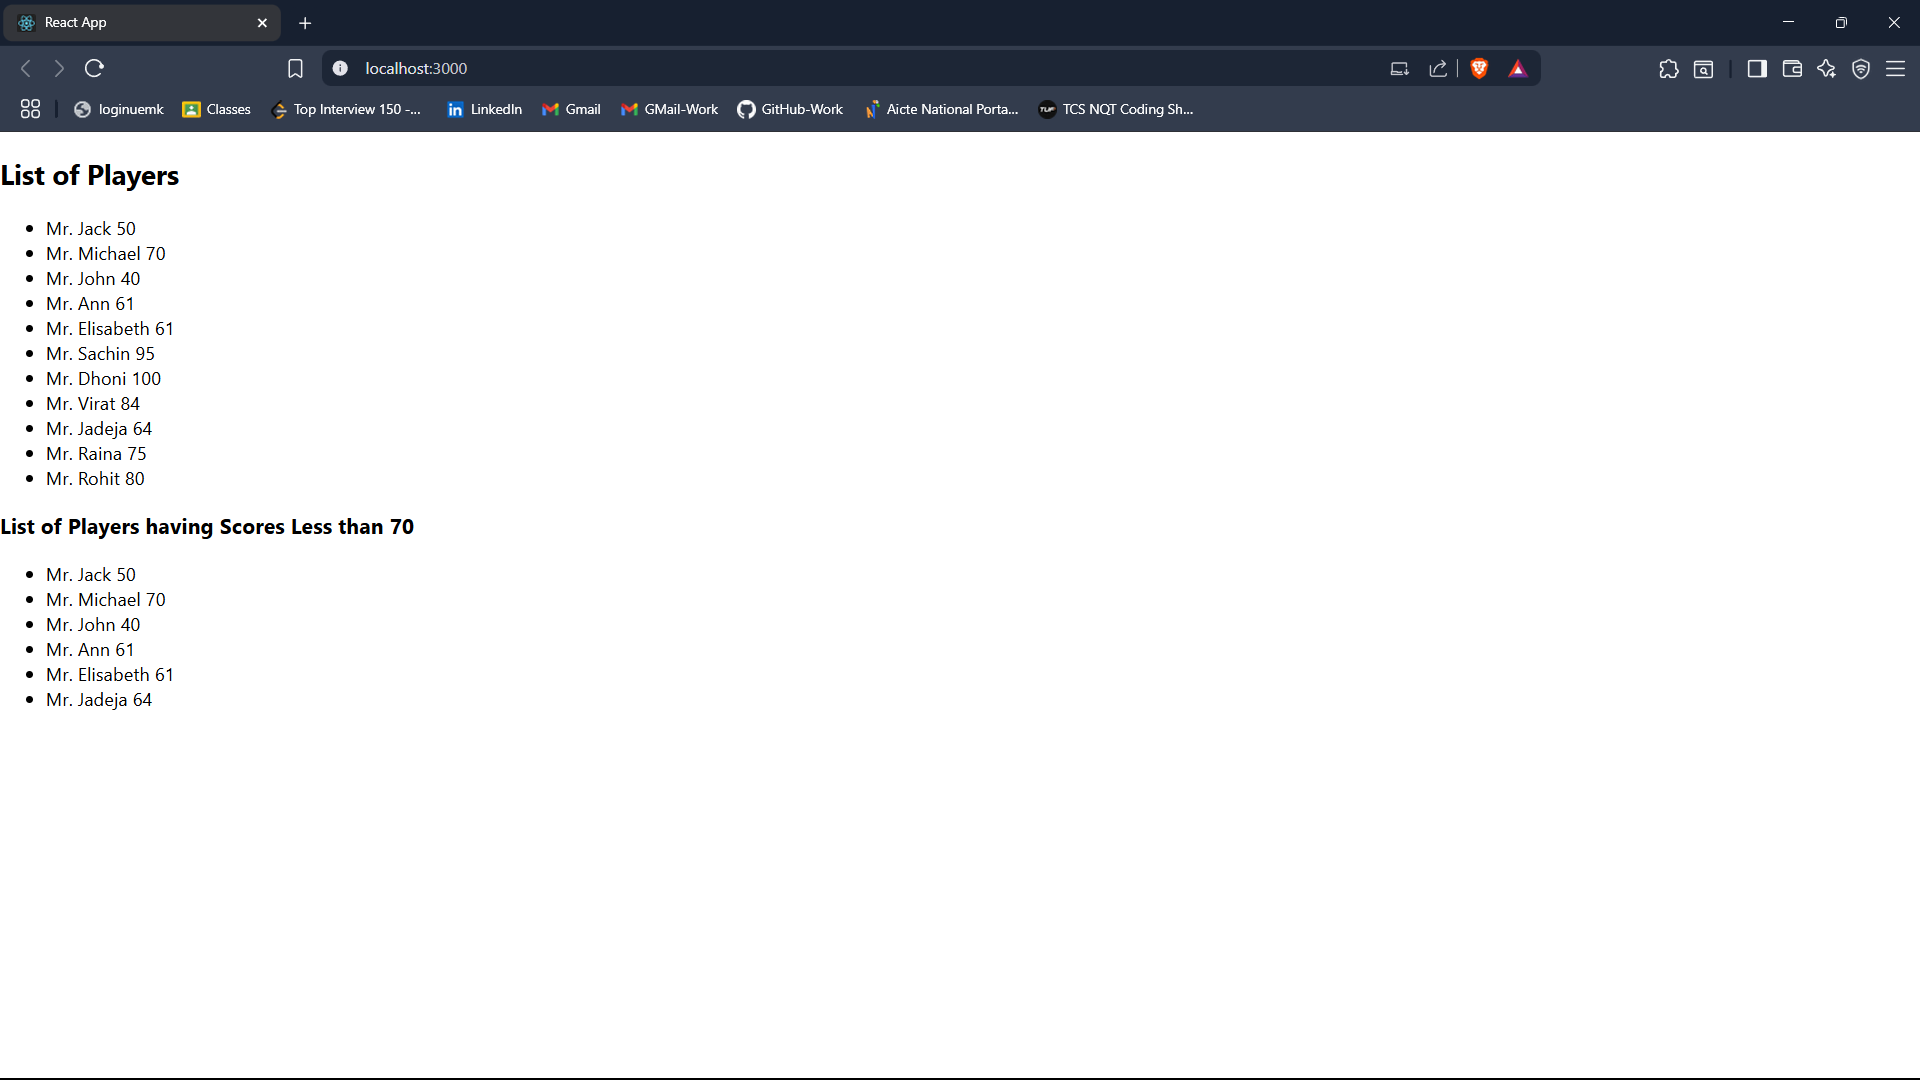 React App
localhost:3000
loginuemk Classes Top Interview 150 -... LinkedIn Gmail GMail-Work GitHub-Work Aicte National Porta... TUF TCS NQT Coding Sh...
List of Players
• Mr. Jack 50
• Mr. Michael 70
• Mr. John 40
• Mr. Ann 61
• Mr. Elisabeth 61
• Mr. Sachin 95
• Mr. Dhoni 100
• Mr. Virat 84
• Mr. Jadeja 64
• Mr. Raina 75
• Mr. Rohit 80
List of Players having Scores Less than 70
• Mr. Jack 50
• Mr. Michael 70
• Mr. John 40
• Mr. Ann 61
• Mr. Elisabeth 61
• Mr. Jadeja 64